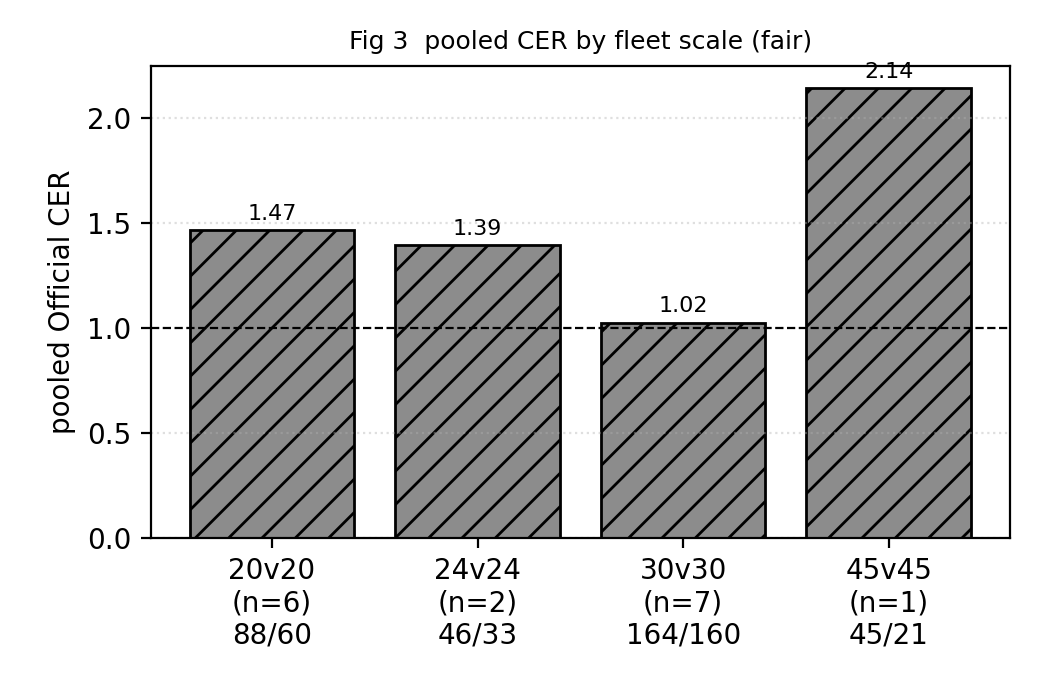 Fig 3  pooled CER by fleet scale (fair)
pooled Official CER
2.0
1.5
1.0
0.5
0.0
1.47
1.39
1.02
2.14
20v20
(n=6)
88/60
24v24
(n=2)
46/33
30v30
(n=7)
164/160
45v45
(n=1)
45/21